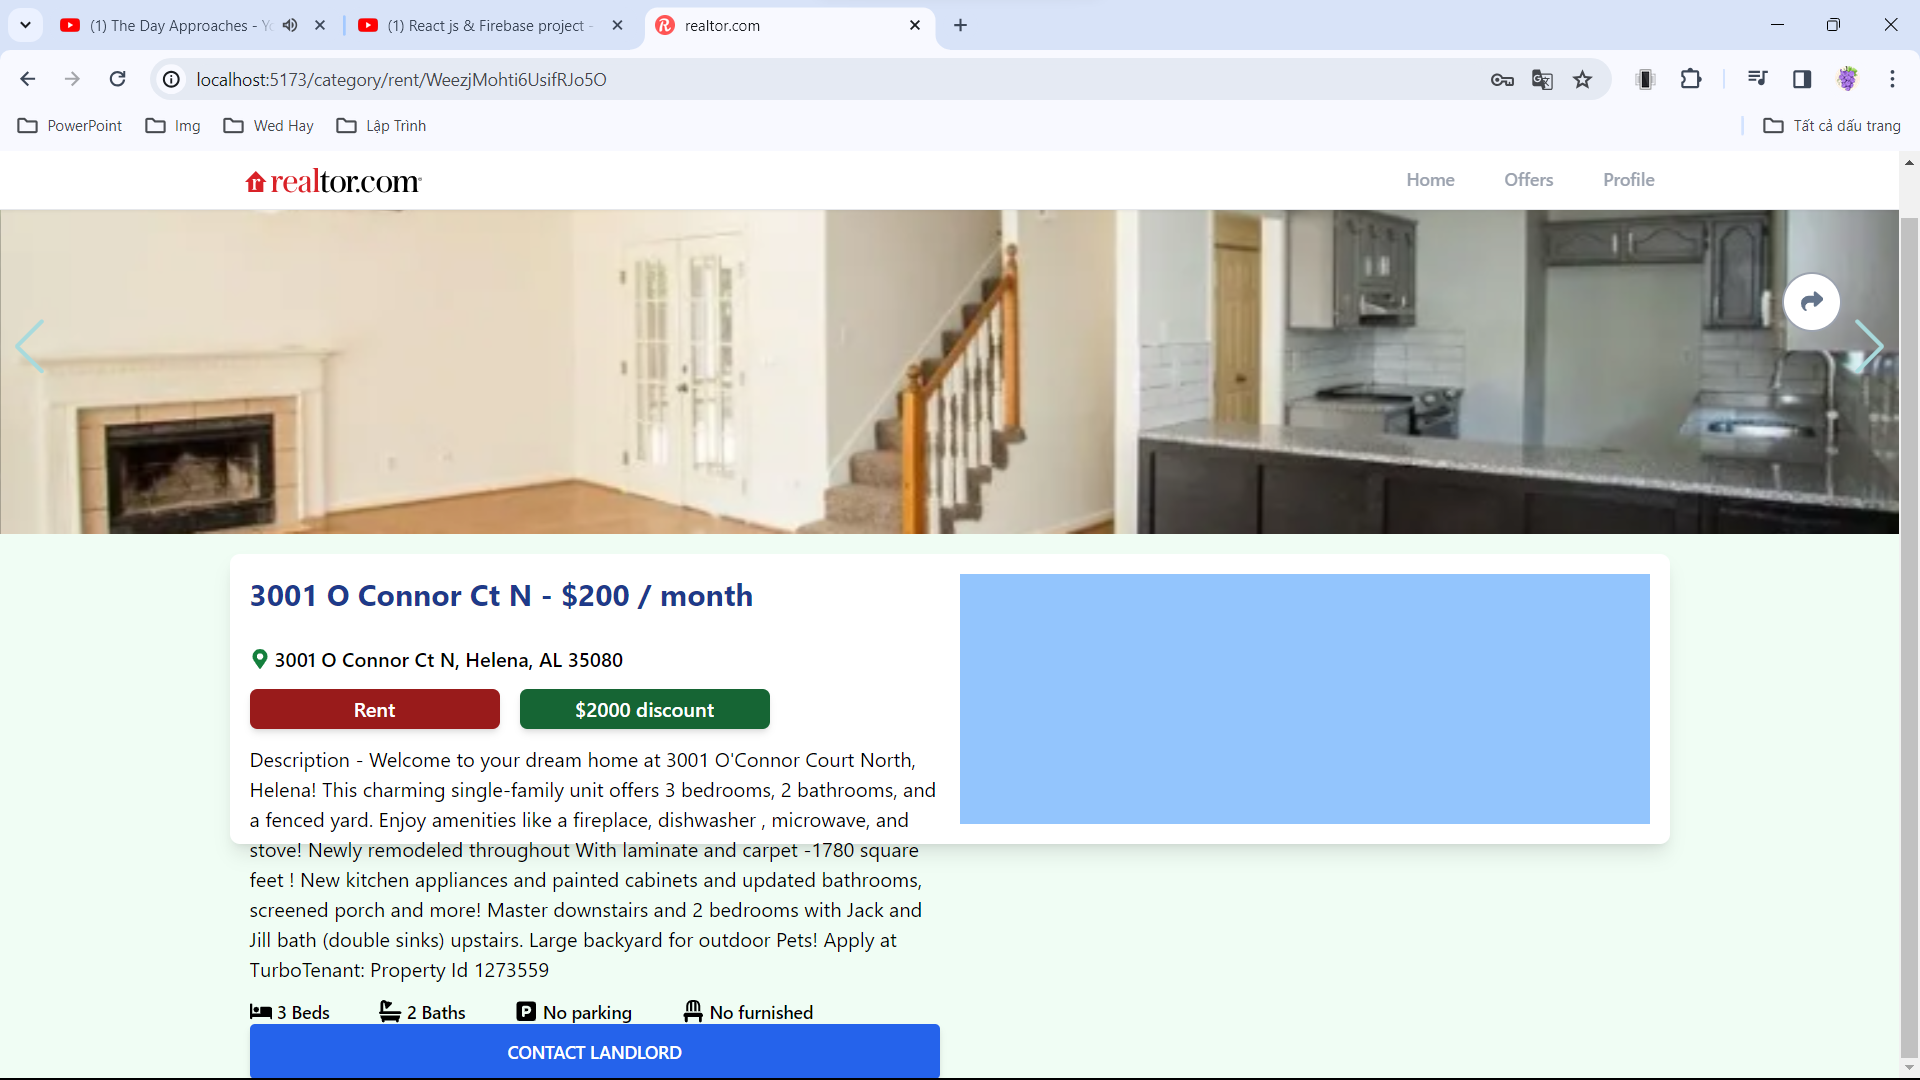 (1) The Day Approaches - Yo
(1) React js & Firebase project -
realtor.com
localhost:5173/category/rent/WeezjMohti6UsifRJo5O
PowerPoint
Img
Wed Hay
Lập Trình
Tất cả dấu trang
realtor.com
Home
Offers
Profile
3001 O Connor Ct N - $200 / month
3001 O Connor Ct N, Helena, AL 35080
Rent
$2000 discount
Description - Welcome to your dream home at 3001 O'Connor Court North,
Helena! This charming single-family unit offers 3 bedrooms, 2 bathrooms, and
a fenced yard. Enjoy amenities like a fireplace, dishwasher , microwave, and
stove! Newly remodeled throughout With laminate and carpet -1780 square
feet ! New kitchen appliances and painted cabinets and updated bathrooms,
screened porch and more! Master downstairs and 2 bedrooms with Jack and
Jill bath (double sinks) upstairs. Large backyard for outdoor Pets! Apply at
TurboTenant: Property Id 1273559
3 Beds
2 Baths
No parking
No furnished
CONTACT LANDLORD